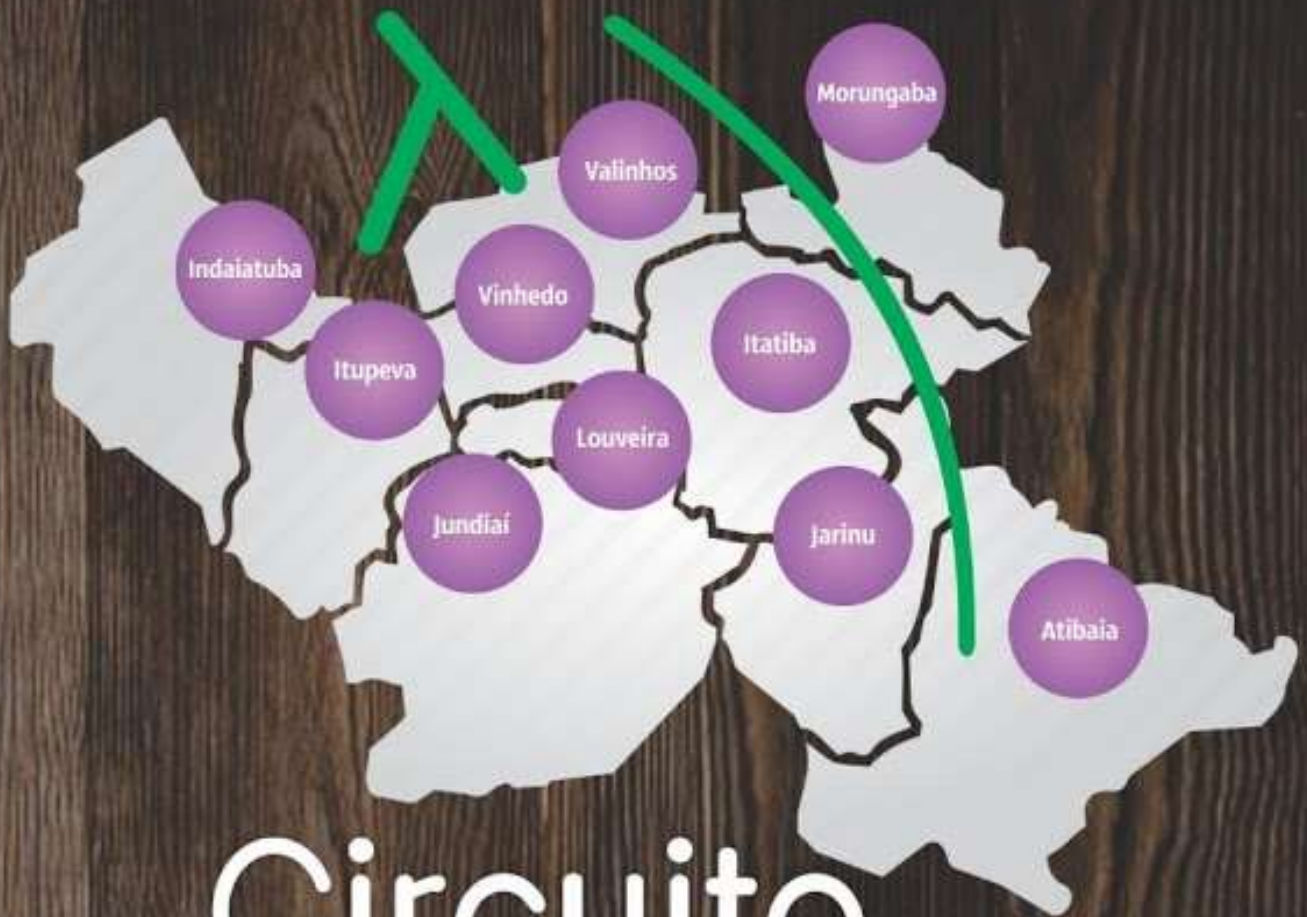 Morungaba
Valinhos
Indaiatuba
Vinhedo
Itatiba
Itupeva
Louveira
Jundiaí
Jarinu
Atibaia
Circuito